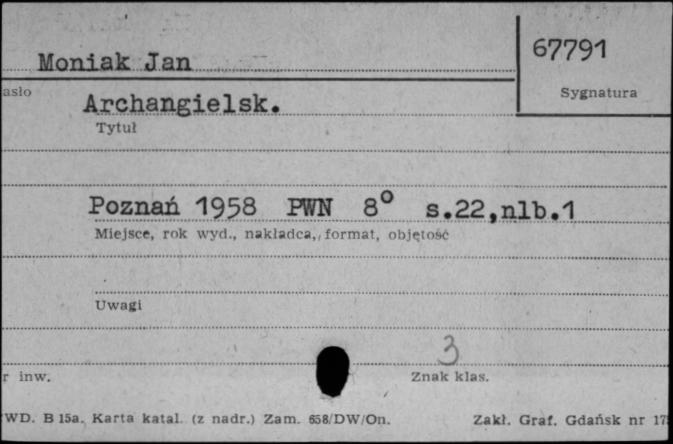 67791
Moniak Jan
asło
Sygnatura
Archangielsk.
Tytuł
Poznań 1958 PWN 8° s.22,nlb.1
Miejsce, rok wyd., nakładca, format, objętość
Uwagi
3
r inw.
Znak klas.
WD. B 15a. Karta katal. (z nadr.) Zam. 658/DW/On.
Zakł. Graf. Gdańsk nr 17